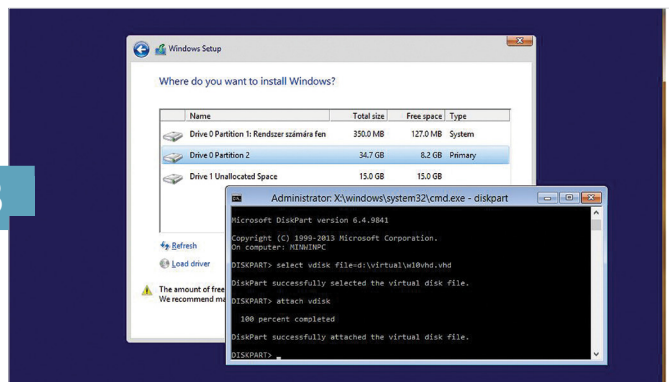 Windows Setup
Where do you want to install Windows?
Name Total size Free space Type
Drive 0 Partition 1: Rendszer számára fen 350.0 MB 127.0 MB System
Drive 0 Partition 2 34.7 GB 8.2 GB Primary
Drive 1 Unallocated Space 15.0 GB 15.0 GB
Refresh
Load driver
The amount of free
We recommend ma
Administrator: X:\windows\system32\cmd.exe - diskpart
Microsoft DiskPart version 6.4.9841
Copyright (C) 1999-2013 Microsoft Corporation.
On computer: MINWINPC
DISKPART> select vdisk file=d:\virtual\w10vhd.vhd
DiskPart successfully selected the virtual disk file.
DISKPART> attach vdisk
100 percent completed
DiskPart successfully attached the virtual disk file.
DISKPART> _